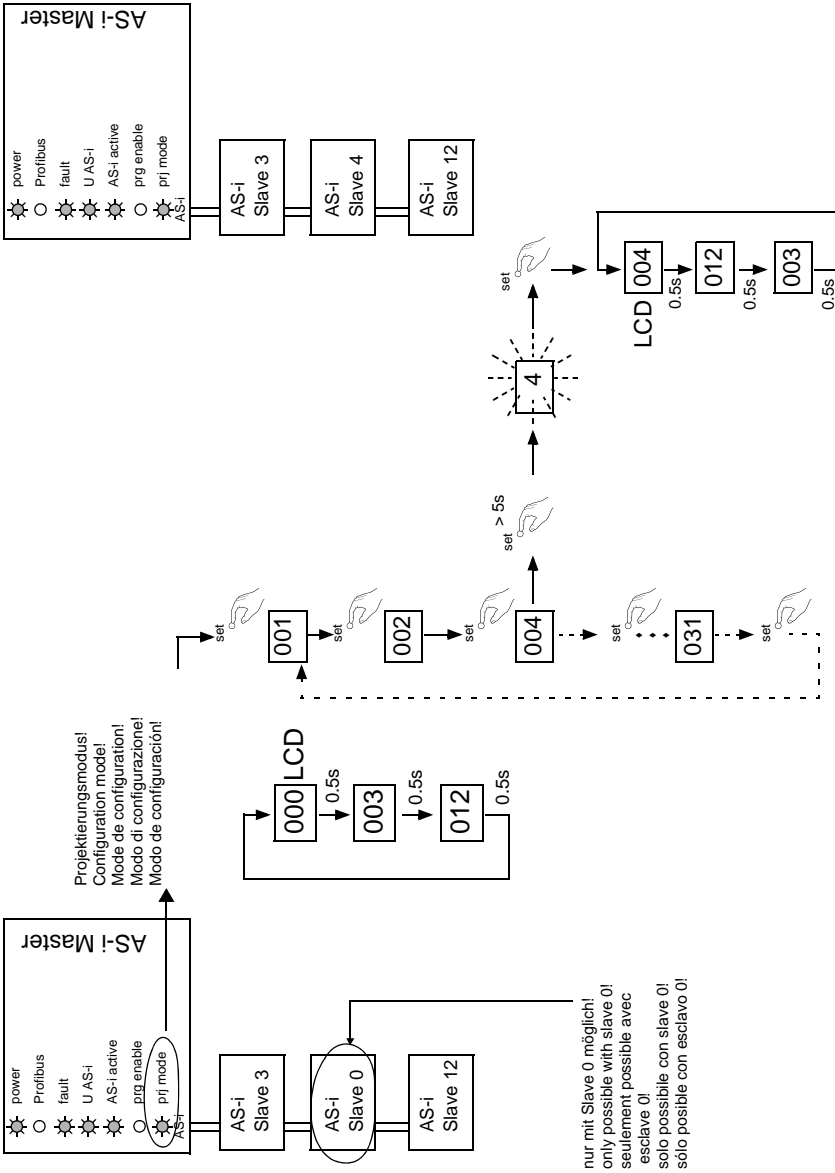 AS-i Master
power
Profibus
fault
U AS-i
AS-i active
prg enable
prj mode
AS-i
AS-i
Slave 3
AS-i
Slave 0
AS-i
Slave 12
nur mit Slave 0 möglich!
only possible with slave 0!
seulement possible avec
esclave 0!
solo possibile con slave 0!
sólo posible con esclavo 0!
Projektierungsmodus!
Configuration mode!
Mode de configuration!
Modo di configurazione!
Modo de configuración!
000 LCD
0.5s
003
0.5s
012
0.5s
set
001
set
002
set
004
set
031
set
set > 5s
4
set
LCD 004
0.5s
012
0.5s
003
0.5s
AS-i Master
power
Profibus
fault
U AS-i
AS-i active
prg enable
prj mode
AS-i
AS-i
Slave 3
AS-i
Slave 4
AS-i
Slave 12